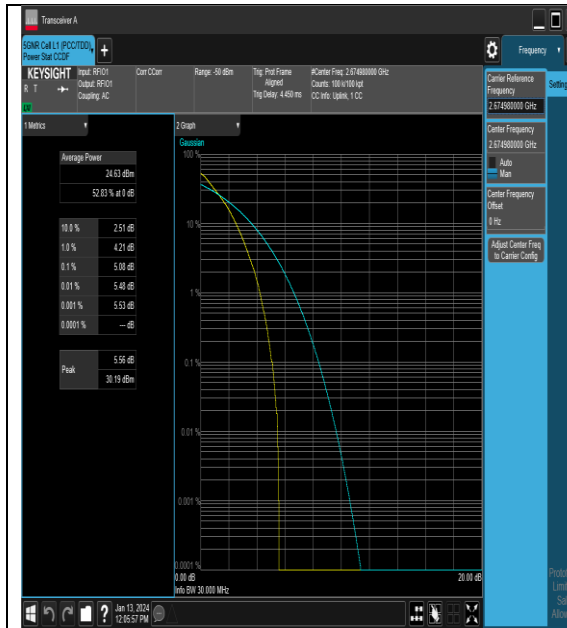 Transceiver A
5GNR Cell L1 (PCC/TDD),
Power Stat CCDF
Frequency
KEYSIGHT
R T
Input: RFIO1
Output: RFIO1
Coupling: AC
Corr CCorr
Range: -50 dBm
Trig: Prot Frame
Aligned
Trig Delay: 4.450 ms
#Center Freq: 2.674980000 GHz
Counts: 100 k/100 kpt
CC Info: Uplink, 1 CC
1 Metrics
Average Power
24.63 dBm
52.83 % at 0 dB
10.0 % 2.51 dB
1.0 % 4.21 dB
0.1 % 5.08 dB
0.01 % 5.48 dB
0.001 % 5.53 dB
0.0001 % --- dB
Peak
5.56 dB
30.19 dBm
2 Graph
Gaussian
100 %
10 %
1 %
0.1 %
0.01 %
0.001 %
0.0001 %
0.00 dB 20.00 dB
Info BW 30.000 MHz
Carrier Reference
Frequency
2.674980000 GHz
Center Frequency
2.674980000 GHz
Auto
Man
Center Frequency
Offset
0 Hz
Adjust Center Freq
to Carrier Config
Setting
Jan 13, 2024
12:05:57 PM